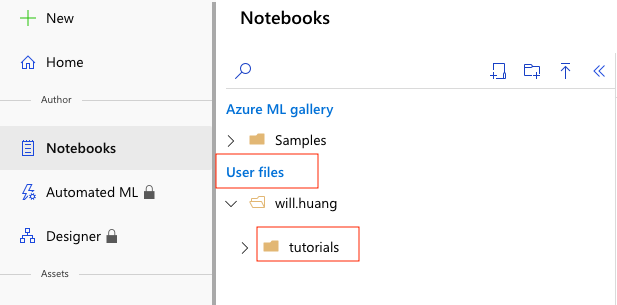 New
Home
Author
Notebooks
Automated ML
Designer
Assets
Notebooks
Azure ML gallery
Samples
User files
will.huang
tutorials